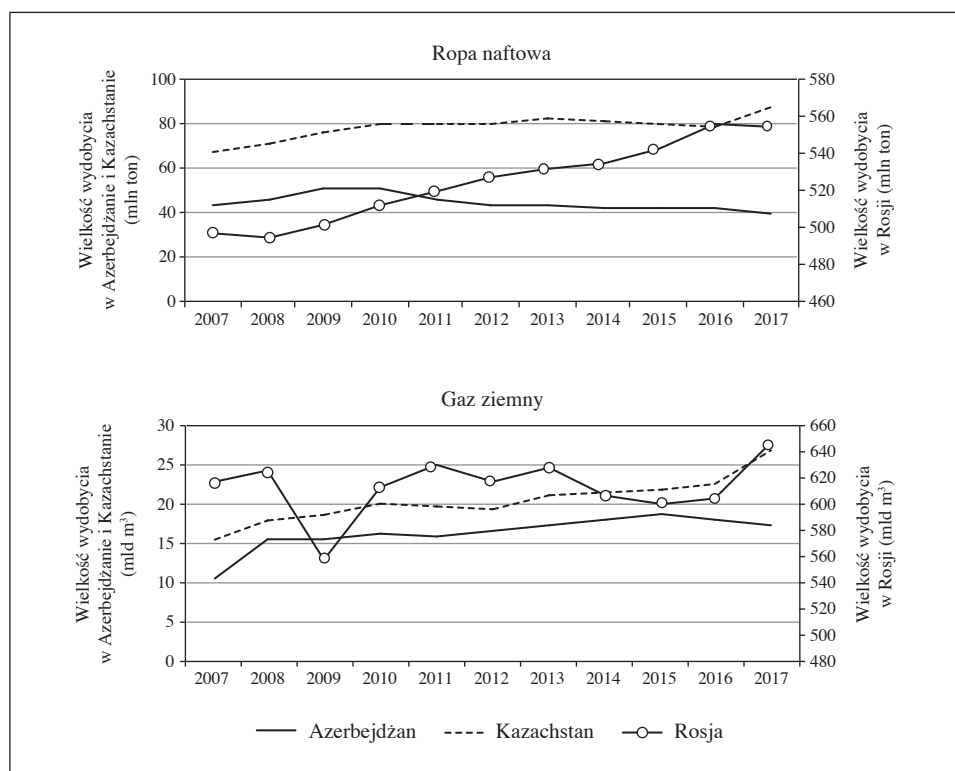 Ropa naftowa
Wielkość wydobycia
w Azerbejdżanie i Kazachstanie
(mln ton)
100
80
60
40
20
0
580
560
540
520
500
480
460
Wielkość wydobycia
w Rosji (mln ton)
2007 2008 2009 2010 2011 2012 2013 2014 2015 2016 2017
Gaz ziemny
Wielkość wydobycia
w Azerbejdżanie i Kazachstanie
(mld m³)
30
25
20
15
10
5
0
660
640
620
600
580
560
540
520
500
480
Wielkość wydobycia
w Rosji (mld m³)
2007 2008 2009 2010 2011 2012 2013 2014 2015 2016 2017
Azerbejdżan Kazachstan Rosja